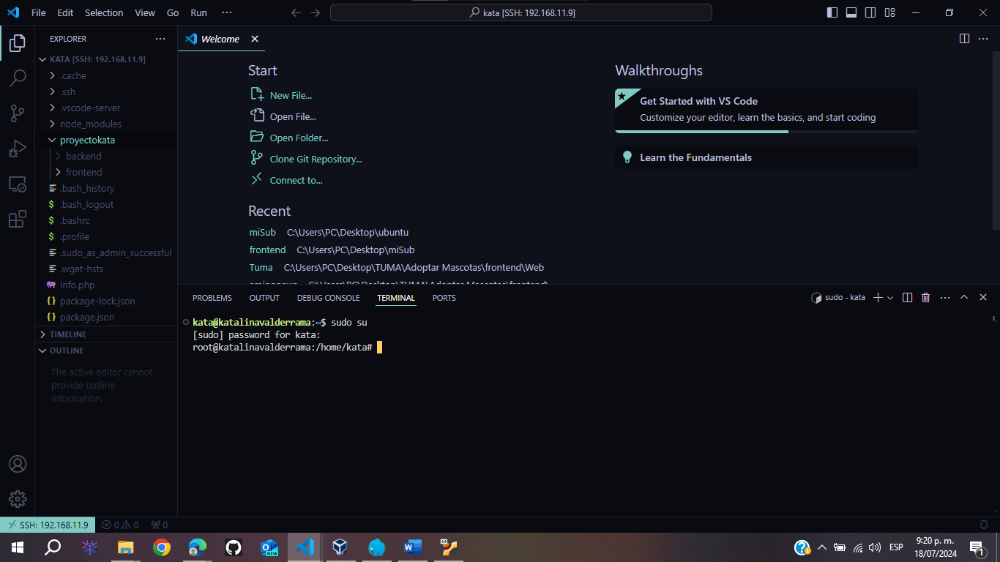 File Edit Selection View Go Run ···
kata [SSH: 192.168.11.9]
EXPLORER
KATA [SSH: 192.168.11.9]
.cache
.ssh
.vscode-server
node_modules
proyectokata
backend
frontend
.bash_history
$ .bash_logout
$ .bashrc
$ .profile
.sudo_as_admin_successful
.wget-hsts
info.php
{} package-lock.json
{} package.json
TIMELINE
OUTLINE
The active editor cannot
provide outline
information.
Welcome
Start
New File...
Open File...
Open Folder...
Clone Git Repository...
Connect to...
Recent
miSub C:\Users\PC\Desktop\ubuntu
frontend C:\Users\PC\Desktop\miSub
Tuma C:\Users\PC\Desktop\TUMA\Adoptar Mascotas\frontend\Web
C:\Users\PC\Desktop\TUMA\Adoptar Mascotas\frontend\
Walkthroughs
Get Started with VS Code
Customize your editor, learn the basics, and start coding
Learn the Fundamentals
PROBLEMS OUTPUT DEBUG CONSOLE TERMINAL PORTS
sudo - kata
kata@katalinavalderrama:~$ sudo su
[sudo] password for kata:
root@katalinavalderrama:/home/kata#
SSH: 192.168.11.9 0 0 0
NEW
W
64
ESP
9:20 p. m.
18/07/2024
1